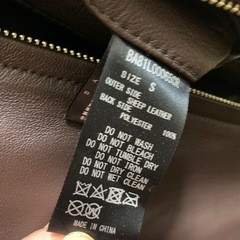 SIZE S
OUTER SIDE
SHEEP LEATHER
BACK SIDE
POLYESTER 100%
DO NOT WASH
DO NOT BLEACH
DO NOT TUMBLE DRY
DO NOT IRON
DO NOT DRY CLEAN
DO NOT WET CLEAN
MADE IN CHINA